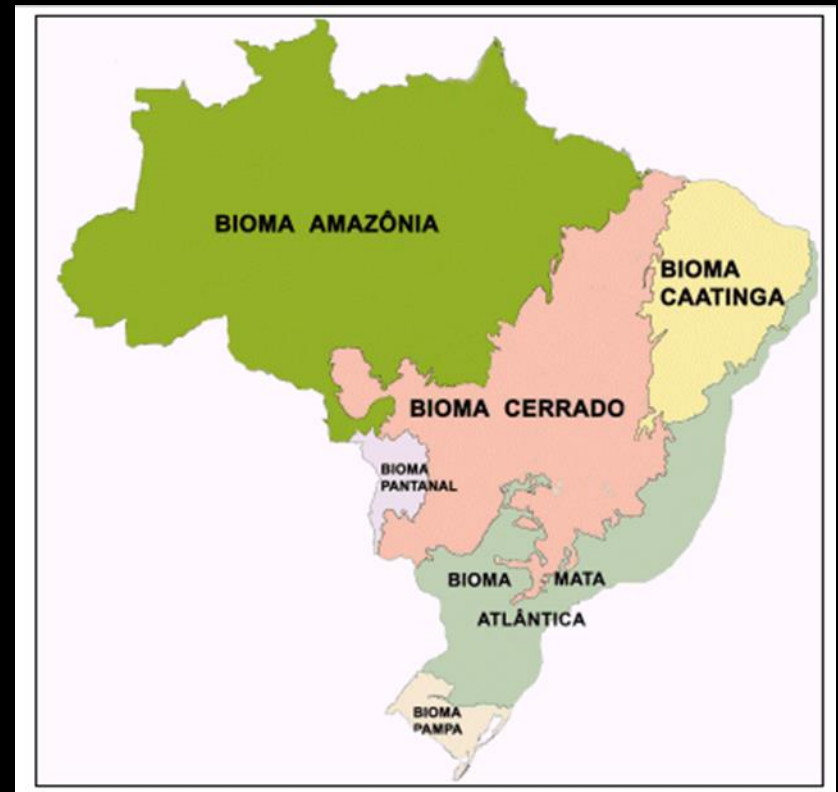 BIOMA AMAZÔNIA
BIOMA
CAATINGA
BIOMA CERRADO
BIOMA
PANTANAL
BIOMA MATA
ATLÂNTICA
BIOMA
PAMPA